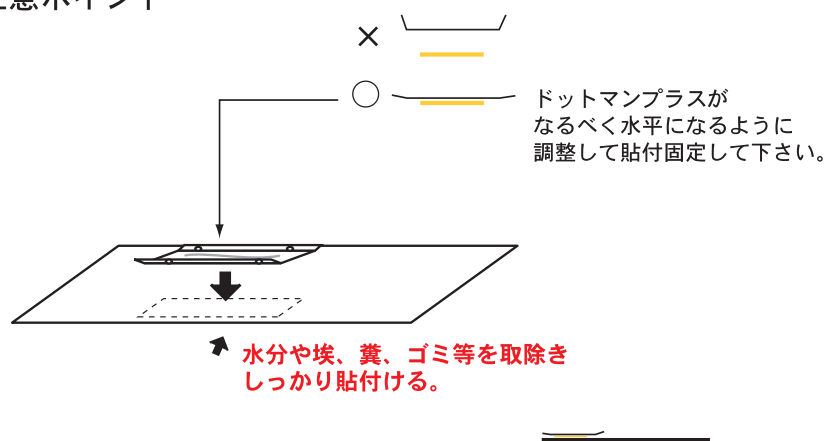 注意ポイント
×
○
ドットマンプラスが
なるべく水平になるように
調整して貼付固定して下さい。
水分や埃、糞、ゴミ等を取除き
しっかり貼付ける。